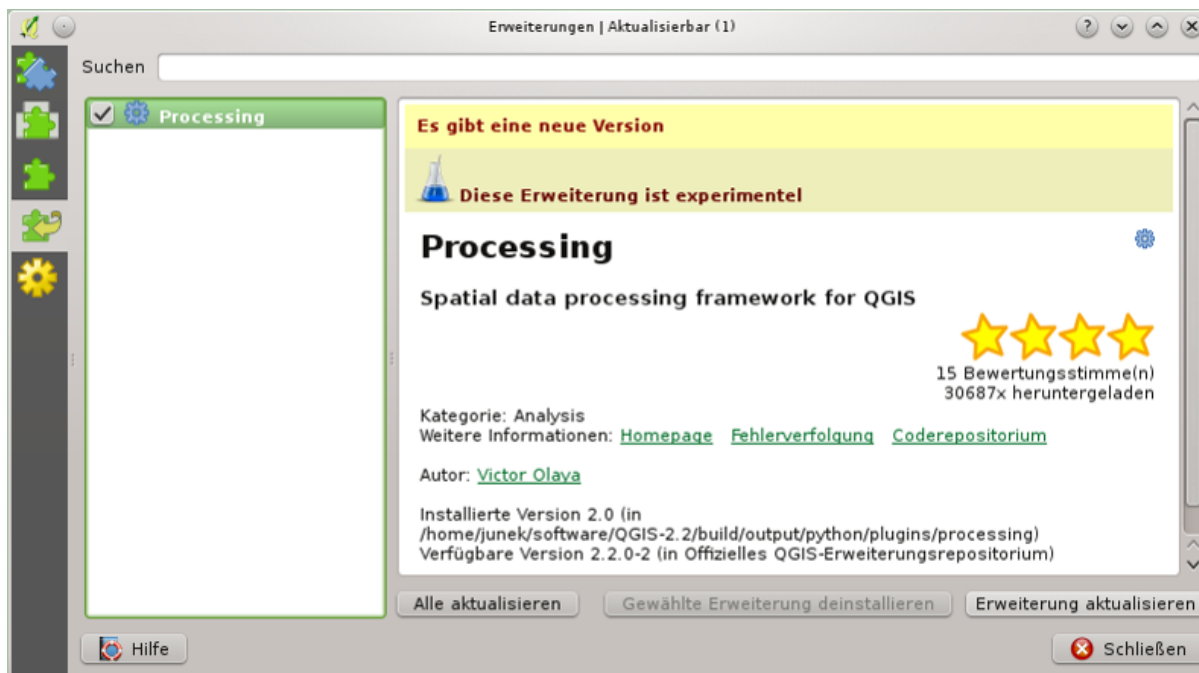 Erweiterungen | Aktualisierbar (1)
Suchen
Processing
Es gibt eine neue Version
Diese Erweiterung ist experimentel
Processing
Spatial data processing framework for QGIS
15 Bewertungsstimme(n)
30687x heruntergeladen
Kategorie: Analysis
Weitere Informationen: Homepage Fehlerverfolgung Coderepositorium
Autor: Victor Olaya
Installierte Version 2.0 (in
/home/junek/software/QGIS-2.2/build/output/python/plugins/processing)
Verfügbare Version 2.2.0-2 (in Offizielles QGIS-Erweiterungsrepositorium)
Alle aktualisieren
Gewählte Erweiterung deinstallieren
Erweiterung aktualisieren
Hilfe
Schließen